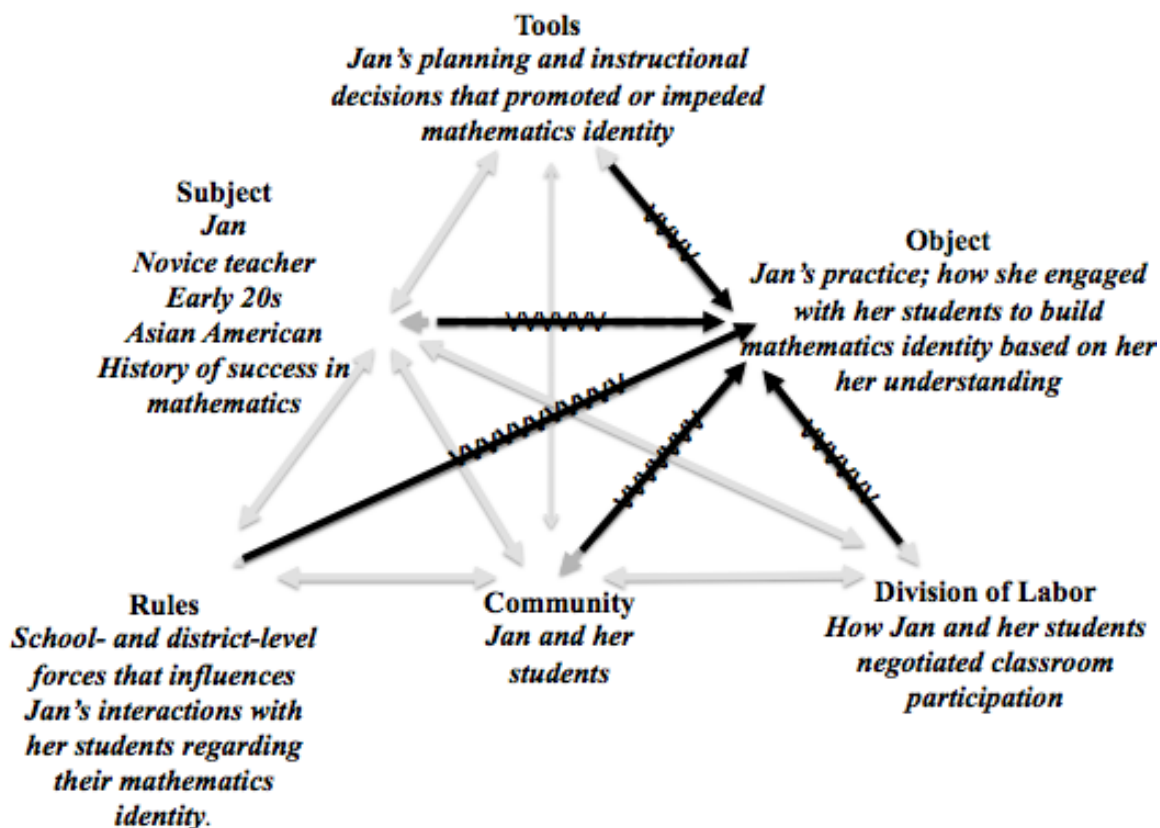 Tools
Jan's planning and instructional
decisions that promoted or impeded
mathematics identity
Subject
Jan
Novice teacher
Early 20s
Asian American
History of success in
mathematics
Object
Jan's practice; how she engaged
with her students to build
mathematics identity based on her
her understanding
Rules
School- and district-level
forces that influences
Jan's interactions with
her students regarding
their mathematics
identity.
Community
Jan and her
students
Division of Labor
How Jan and her students
negotiated classroom
participation